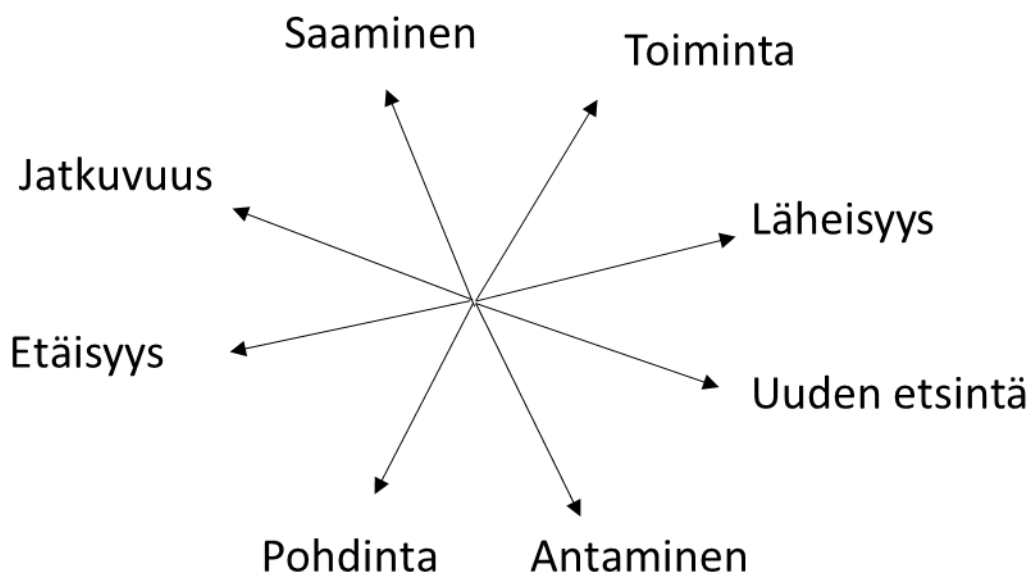 Saaminen
Toiminta
Jatkuvuus
Läheisyys
Etäisyys
Uuden etsintä
Pohdinta
Antaminen